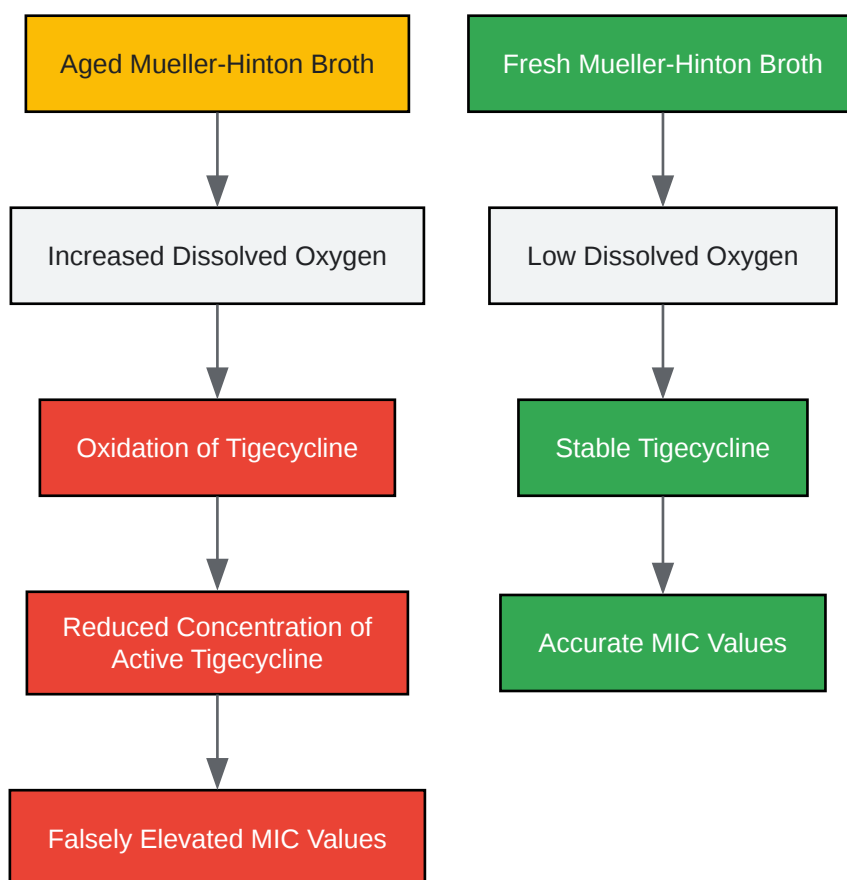 Aged Mueller-Hinton Broth
Increased Dissolved Oxygen
Oxidation of Tigecycline
Reduced Concentration of
Active Tigecycline
Falsely Elevated MIC Values
Fresh Mueller-Hinton Broth
Low Dissolved Oxygen
Stable Tigecycline
Accurate MIC Values